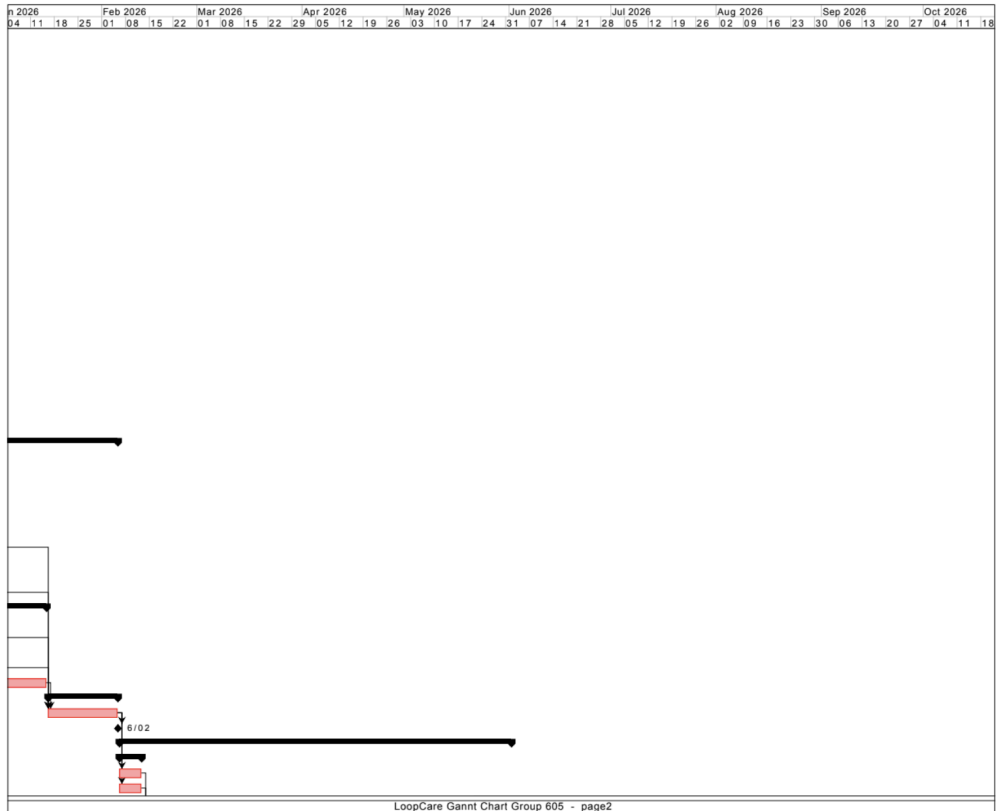 n 2026 Feb 2026 Mar 2026 Apr 2026 May 2026 Jun 2026 Jul 2026 Aug 2026 Sep 2026 Oct 2026
04 11 18 25 01 08 15 22 01 08 15 22 29 05 12 19 26 03 10 17 24 31 07 14 21 28 05 12 19 26 02 09 16 23 30 06 13 20 27 04 11 18
6/02
LoopCare Gannt Chart Group 605 - page2